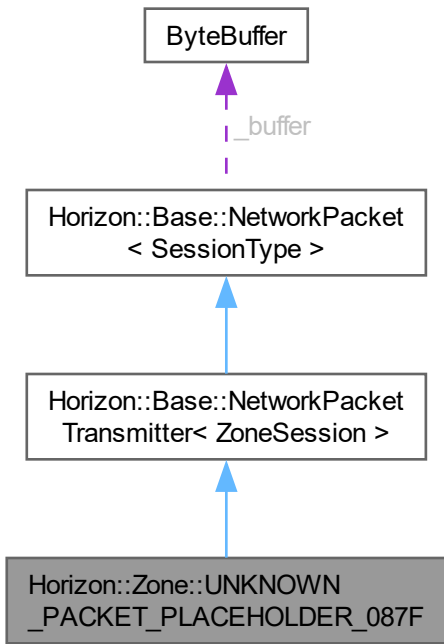 ByteBuffer
_buffer
Horizon::Base::NetworkPacket
< SessionType >
Horizon::Base::NetworkPacket
Transmitter< ZoneSession >
Horizon::Zone::UNKNOWN
_PACKET_PLACEHOLDER_087F